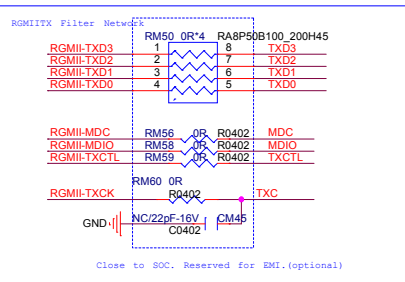 RGMIITX Filter Network
RM50 0R*4 RA8P50B100_200H45
RGMII-TXD3 1 8 TXD3
RGMII-TXD2 2 7 TXD2
RGMII-TXD1 3 6 TXD1
RGMII-TXD0 4 5 TXD0
RGMII-MDC RM56 0R R0402 MDC
RGMII-MDIO RM58 0R R0402 MDIO
RGMII-TXCTL RM59 0R R0402 TXCTL
RM60 0R
RGMII-TXCK R0402 TXC
GND NC/22pF-16V CM45
C0402
Close to SOC. Reserved for EMI.(optional)